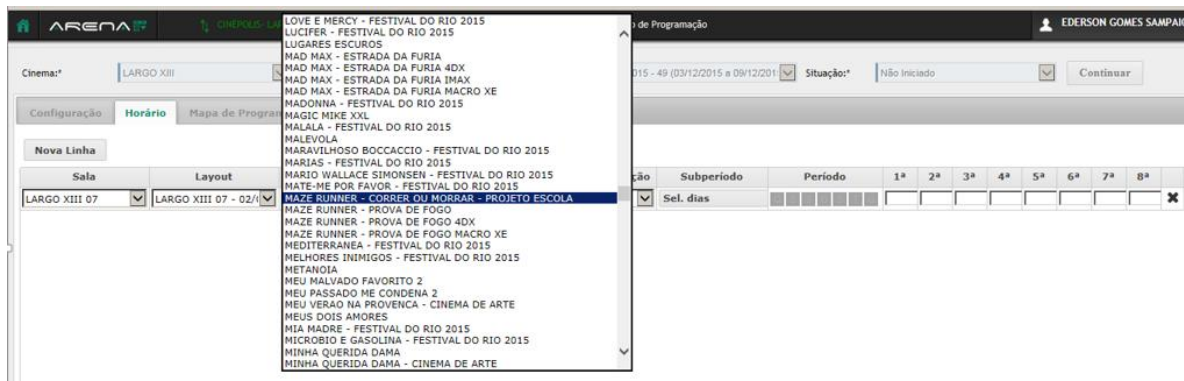 ARENA CINÉPOLIS- LA o de Programação EDERSON GOMES SAMPAIO
Cinema:* LARGO XIII 015 - 49 (03/12/2015 a 09/12/201 Situação:* Não Iniciado Continuar
Configuração Horário Mapa de Program
Nova Linha
Sala Layout ção Subperíodo Período 1ª 2ª 3ª 4ª 5ª 6ª 7ª 8ª
LARGO XIII 07 LARGO XIII 07 - 02/( Sel. dias
LOVE E MERCY - FESTIVAL DO RIO 2015
LUCIFER - FESTIVAL DO RIO 2015
LUGARES ESCUROS
MAD MAX - ESTRADA DA FURIA
MAD MAX - ESTRADA DA FURIA 4DX
MAD MAX - ESTRADA DA FURIA IMAX
MAD MAX - ESTRADA DA FURIA MACRO XE
MADONNA - FESTIVAL DO RIO 2015
MAGIC MIKE XXL
MALALA - FESTIVAL DO RIO 2015
MALEVOLA
MARAVILHOSO BOCCACCIO - FESTIVAL DO RIO 2015
MARIAS - FESTIVAL DO RIO 2015
MARIO WALLACE SIMONSEN - FESTIVAL DO RIO 2015
MATE-ME POR FAVOR - FESTIVAL DO RIO 2015
MAZE RUNNER - CORRER OU MORRAR - PROJETO ESCOLA
MAZE RUNNER - PROVA DE FOGO
MAZE RUNNER - PROVA DE FOGO 4DX
MAZE RUNNER - PROVA DE FOGO MACRO XE
MEDITERRANEA - FESTIVAL DO RIO 2015
MELHORES INIMIGOS - FESTIVAL DO RIO 2015
METANOIA
MEU MALVADO FAVORITO 2
MEU PASSADO ME CONDENA 2
MEU VERAO NA PROVENCA - CINEMA DE ARTE
MEUS DOIS AMORES
MIA MADRE - FESTIVAL DO RIO 2015
MICROBIO E GASOLINA - FESTIVAL DO RIO 2015
MINHA QUERIDA DAMA
MINHA QUERIDA DAMA - CINEMA DE ARTE